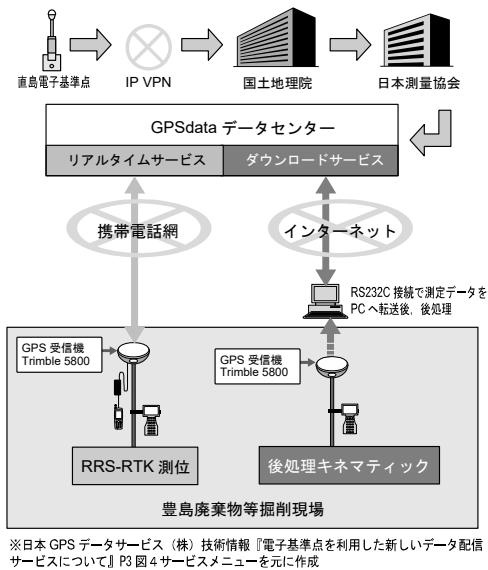 直島電子基準点
IP VPN
国土地理院
日本測量協会
GPSdata データセンター
リアルタイムサービス
ダウンロードサービス
携帯電話網
インターネット
RS232C 接続で測定データを
PC へ転送後，後処理
GPS 受信機
Trimble 5800
GPS 受信機
Trimble 5800
RRS-RTK 測位
後処理キネマティック
豊島廃棄物等掘削現場
※日本 GPS データサービス（株）技術情報『電子基準点を利用した新しいデータ配信
サービスについて』P3 図４サービスメニューを元に作成